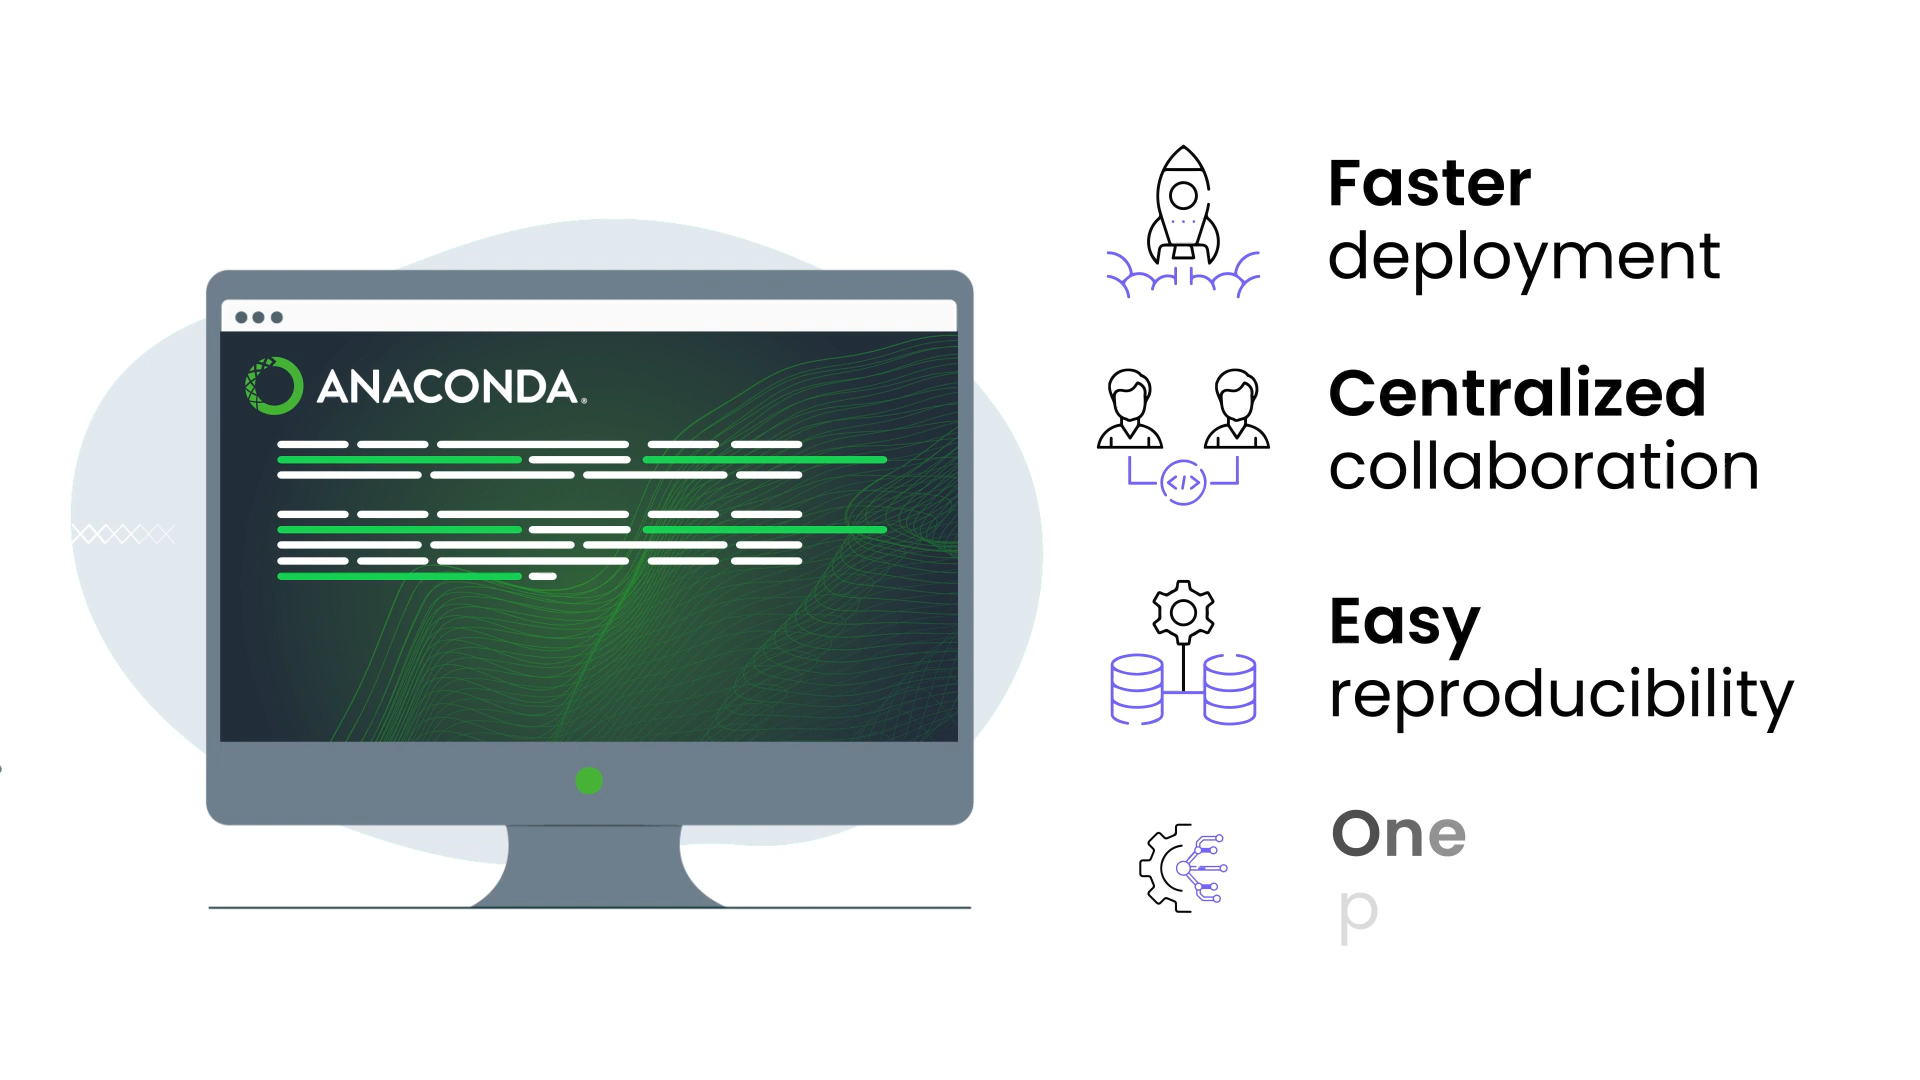 ANACONDA®
Faster
deployment
Centralized
collaboration
Easy
reproducibility
One
p